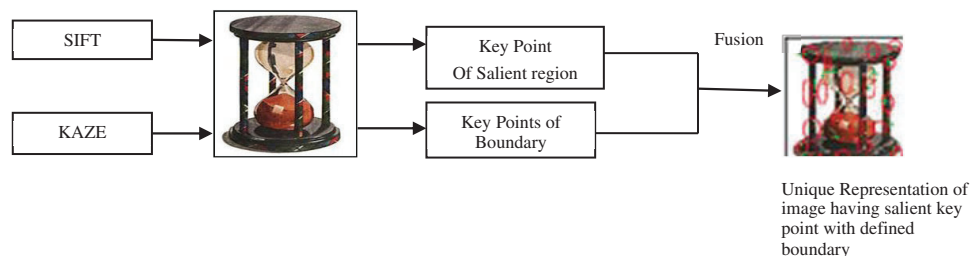 SIFT
KAZE
Key Point
Of Salient region
Key Points of
Boundary
Fusion
Unique Representation of
image having salient key
point with defined
boundary